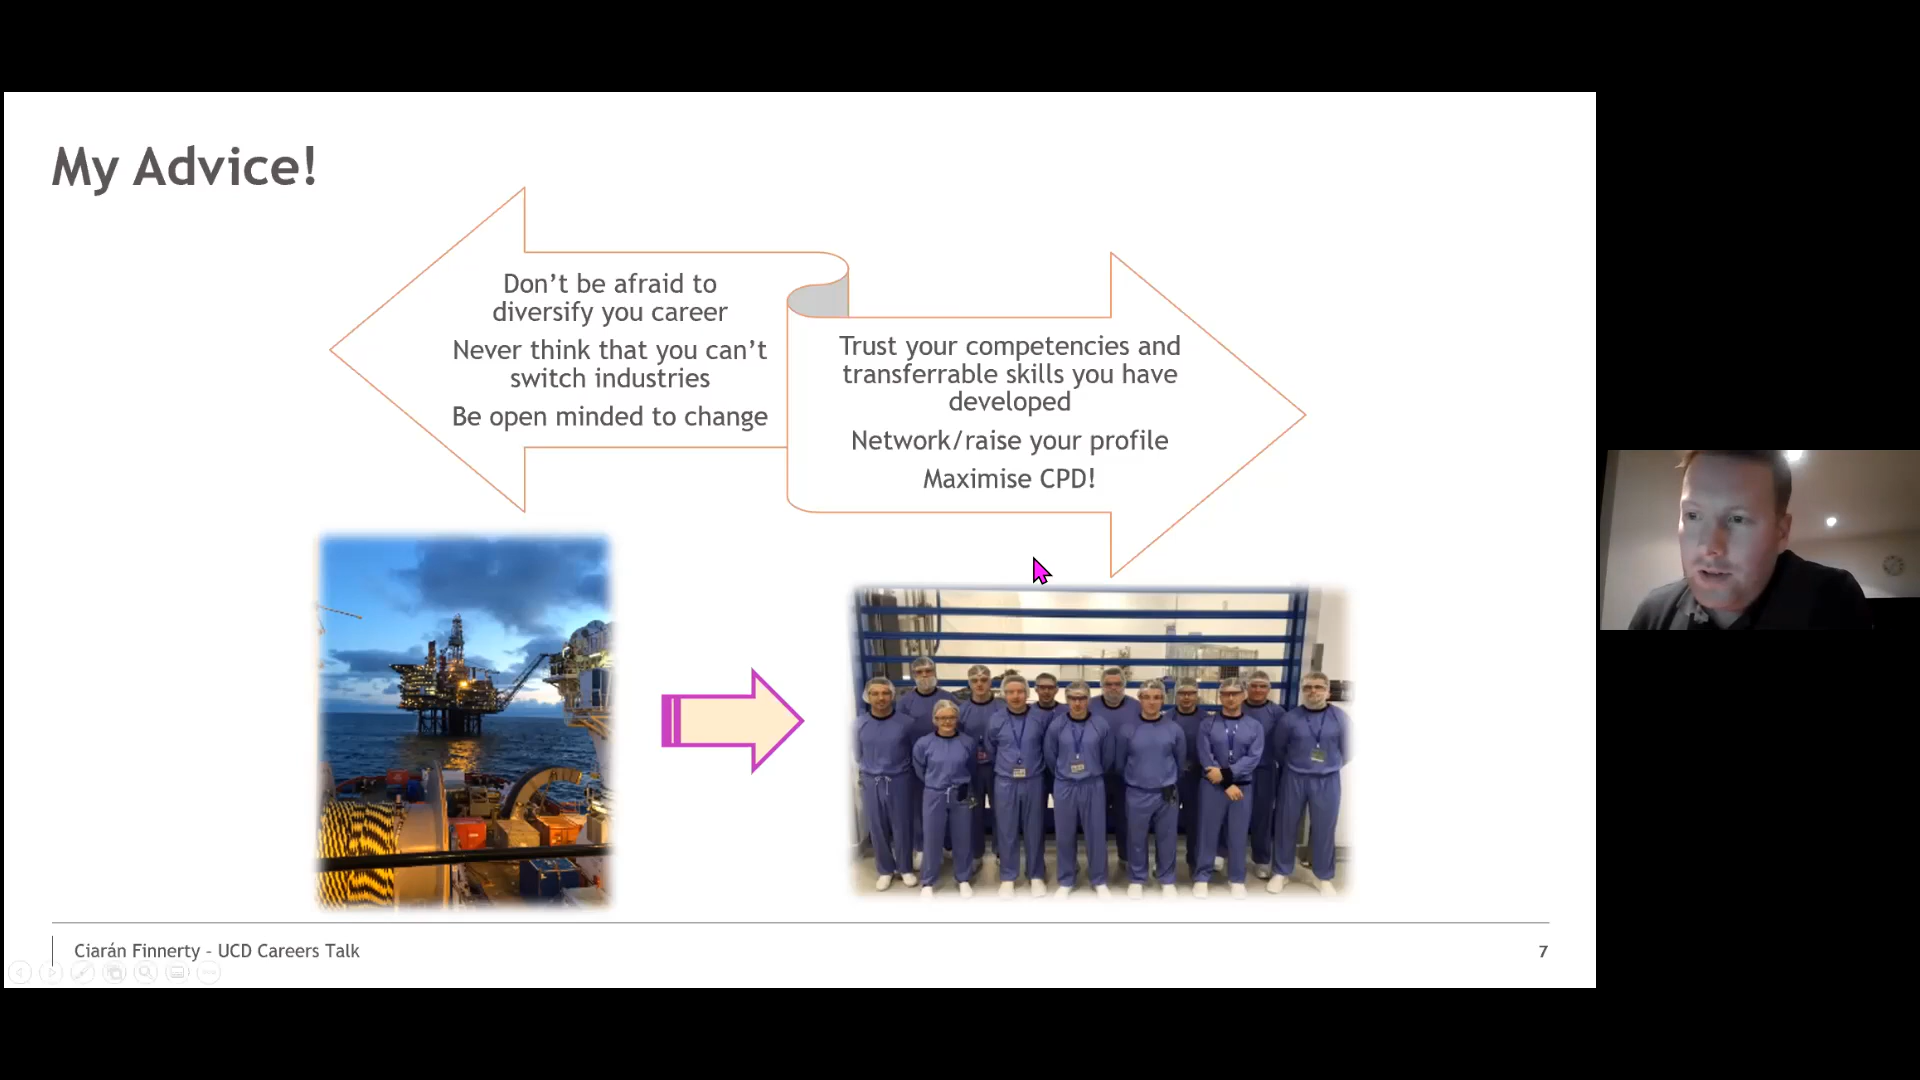 My Advice!
Don't be afraid to
diversify you career
Never think that you can't
switch industries
Be open minded to change
Trust your competencies and
transferrable skills you have
developed
Network/raise your profile
Maximise CPD!
Ciarán Finnerty - UCD Careers Talk
7